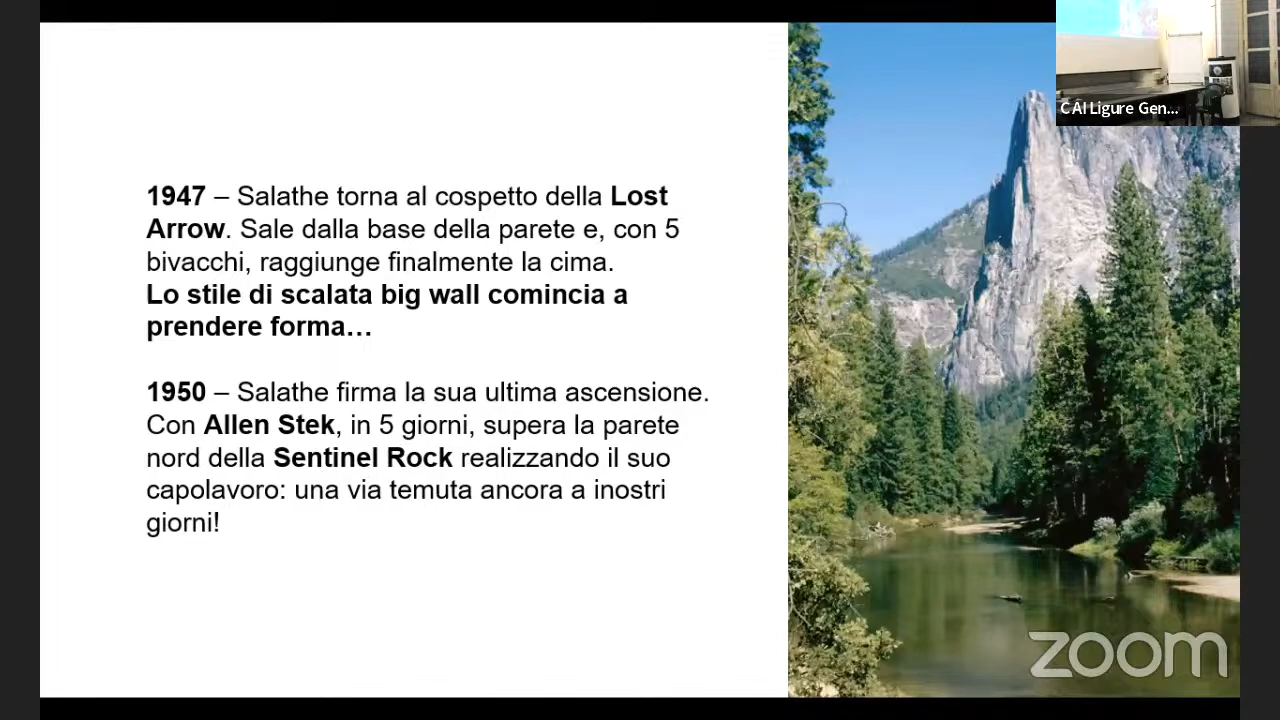 1947 – Salathe torna al cospetto della Lost
Arrow. Sale dalla base della parete e, con 5
bivacchi, raggiunge finalmente la cima.
Lo stile di scalata big wall comincia a
prendere forma…
1950 – Salathe firma la sua ultima ascensione.
Con Allen Stek, in 5 giorni, supera la parete
nord della Sentinel Rock realizzando il suo
capolavoro: una via temuta ancora a inostri
giorni!
CAI Ligure Gen...
zoom